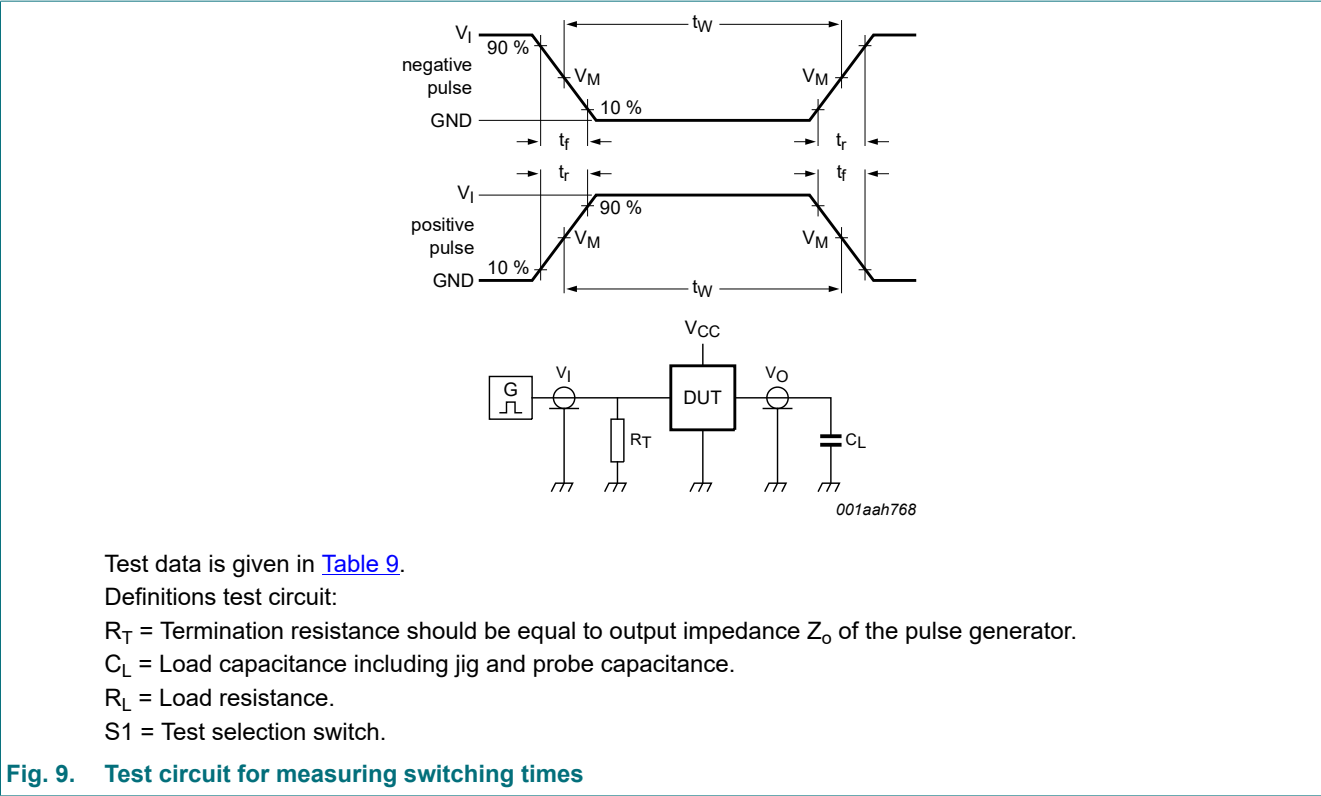 tW
VI
90 %
negative
pulse
VM
VM
10 %
GND
tf
tr
tr
tf
VI
90 %
positive
pulse
VM
VM
10 %
GND
tW
VCC
VI
VO
G
DUT
RT
CL
001aah768
Test data is given in Table 9.
Definitions test circuit:
RT = Termination resistance should be equal to output impedance Zo of the pulse generator.
CL = Load capacitance including jig and probe capacitance.
RL = Load resistance.
S1 = Test selection switch.
Fig. 9. Test circuit for measuring switching times